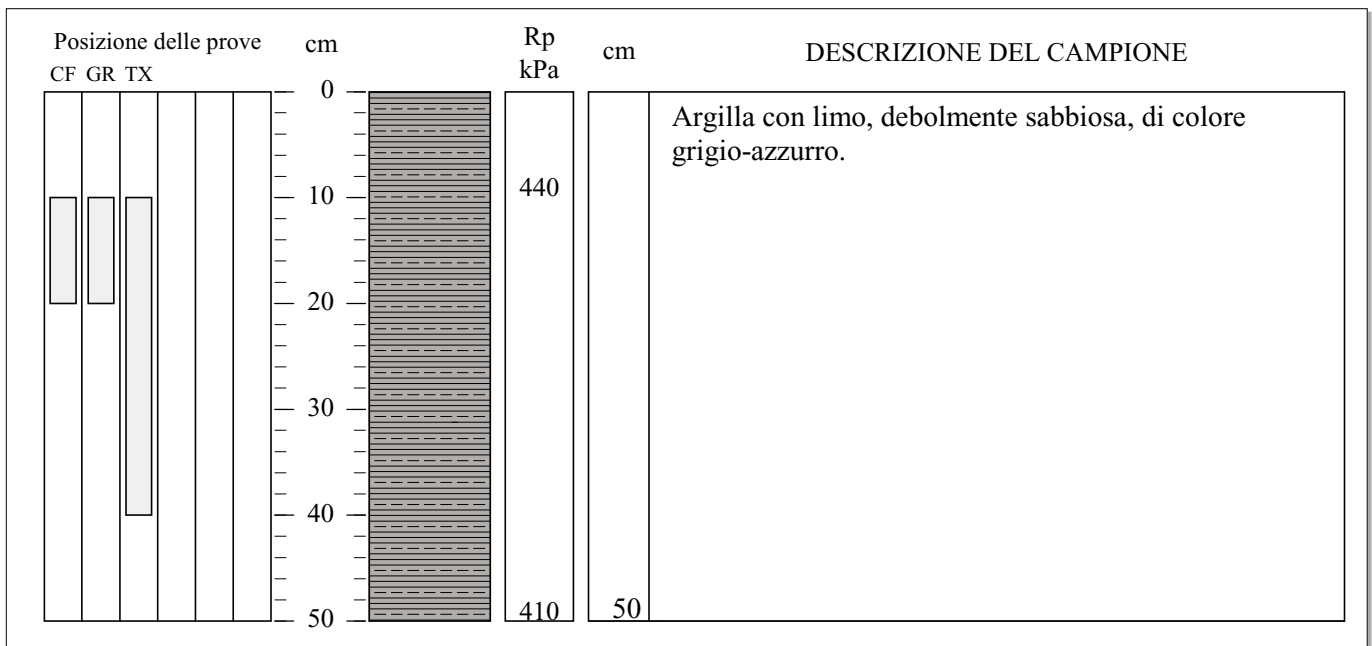 Posizione delle prove
CF GR TX
cm
Rp
kPa
cm
DESCRIZIONE DEL CAMPIONE
0
10
20
30
40
50
440
410
50
Argilla con limo, debolmente sabbiosa, di colore
grigio-azzurro.